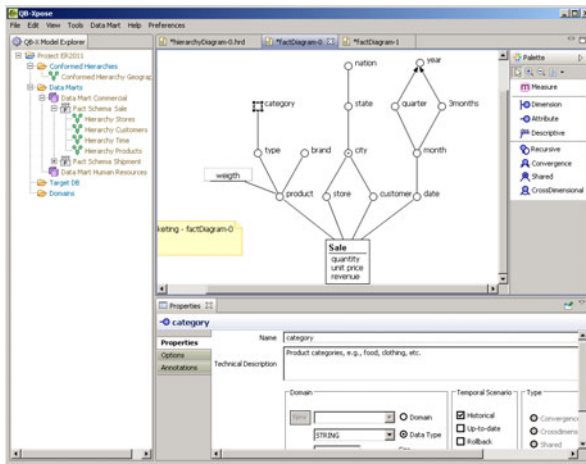 QB-Xpose
File Edit View Tools Data Mart Help Preferences
QB-X Model Explorer
Project ER2011
Conformed Hierarchies
Conformed Hierarchy Geograp
Data Marts
Data Mart Commercial
Fact Schema Sale
Hierarchy Stores
Hierarchy Customers
Hierarchy Time
Hierarchy Products
Fact Schema Shipment
Data Mart Human Resources
Target DB
Domains
*hierarchyDiagram-0.hrd *factDiagram-0 *factDiagram-1
nation year
category state quarter 3months
type brand city month
weigth product store customer date
keting - factDiagram-0
Sale
quantity
unit price
revenue
Palette
Measure
Dimension
Attribute
Descriptive
Recursive
Convergence
Shared
CrossDimensional
Properties
category
Properties
Options
Annotations
Name category
Technical Description Product categories, e.g., food, clothing, etc.
Domain
New Domain
STRING Data Type
Temporal Scenario
Historical
Up-to-date
Rollback
Type
Convergence
Crossdimens
Shared